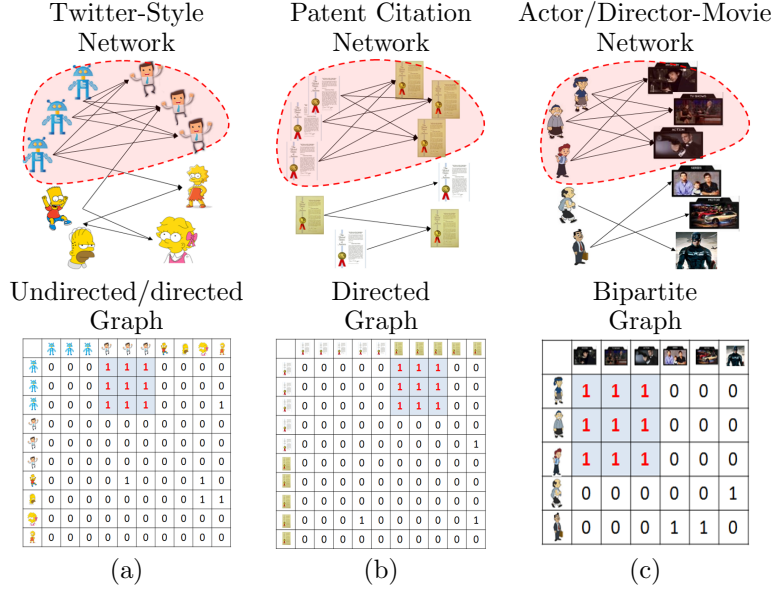 Twitter-Style
Network
Patent Citation
Network
Actor/Director-Movie
Network
TV SHOWS
ACTION
Undirected/directed
Graph
0 0 0 1 1 1 0 0 0 0
0 0 0 1 1 1 0 0 0 0
0 0 0 1 1 1 0 0 0 1
0 0 0 0 0 0 0 0 0 0
0 0 0 0 0 0 0 0 0 0
0 0 0 0 0 0 0 0 0 0
0 0 0 0 1 0 0 0 1 0
0 0 0 0 0 0 0 0 1 1
0 0 0 0 0 0 0 0 0 0
0 0 0 0 0 0 0 0 0 0
(a)
Directed
Graph
0 0 0 0 0 1 1 1 0 0
0 0 0 0 0 1 1 1 0 0
0 0 0 0 0 1 1 1 0 0
0 0 0 0 0 0 0 0 0 0
0 0 0 0 0 0 0 0 0 1
0 0 0 0 0 0 0 0 0 0
0 0 0 0 0 0 0 0 0 0
0 0 0 0 0 0 0 0 0 0
0 0 0 1 0 0 0 0 0 1
0 0 0 0 0 0 0 0 0 0
(b)
Bipartite
Graph
1 1 1 0 0 0
1 1 1 0 0 0
1 1 1 0 0 0
0 0 0 0 0 1
0 0 0 1 1 0
(c)